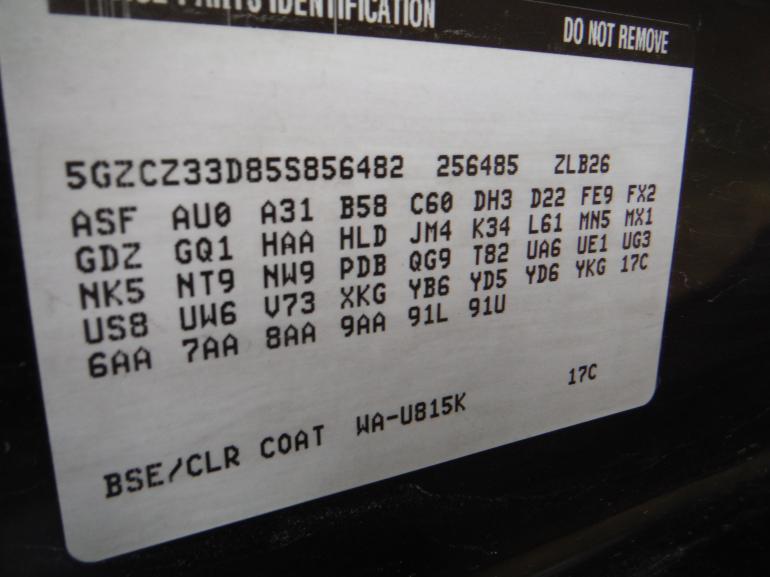 PARTS IDENTIFICATION DO NOT REMOVE
5GZCZ33D85S856482 256485 ZLB26
ASF AU0 A31 B58 C60 DH3 D22 FE9 FX2
GDZ GQ1 HAA HLD JM4 K34 L61 MN5 MX1
NK5 NT9 NW9 PDB QG9 T82 UA6 UE1 UG3
US8 UW6 V73 XKG YB6 YD5 YD6 YKG 17C
6AA 7AA 8AA 9AA 91L 91U
BSE/CLR COAT WA-U815K 17C